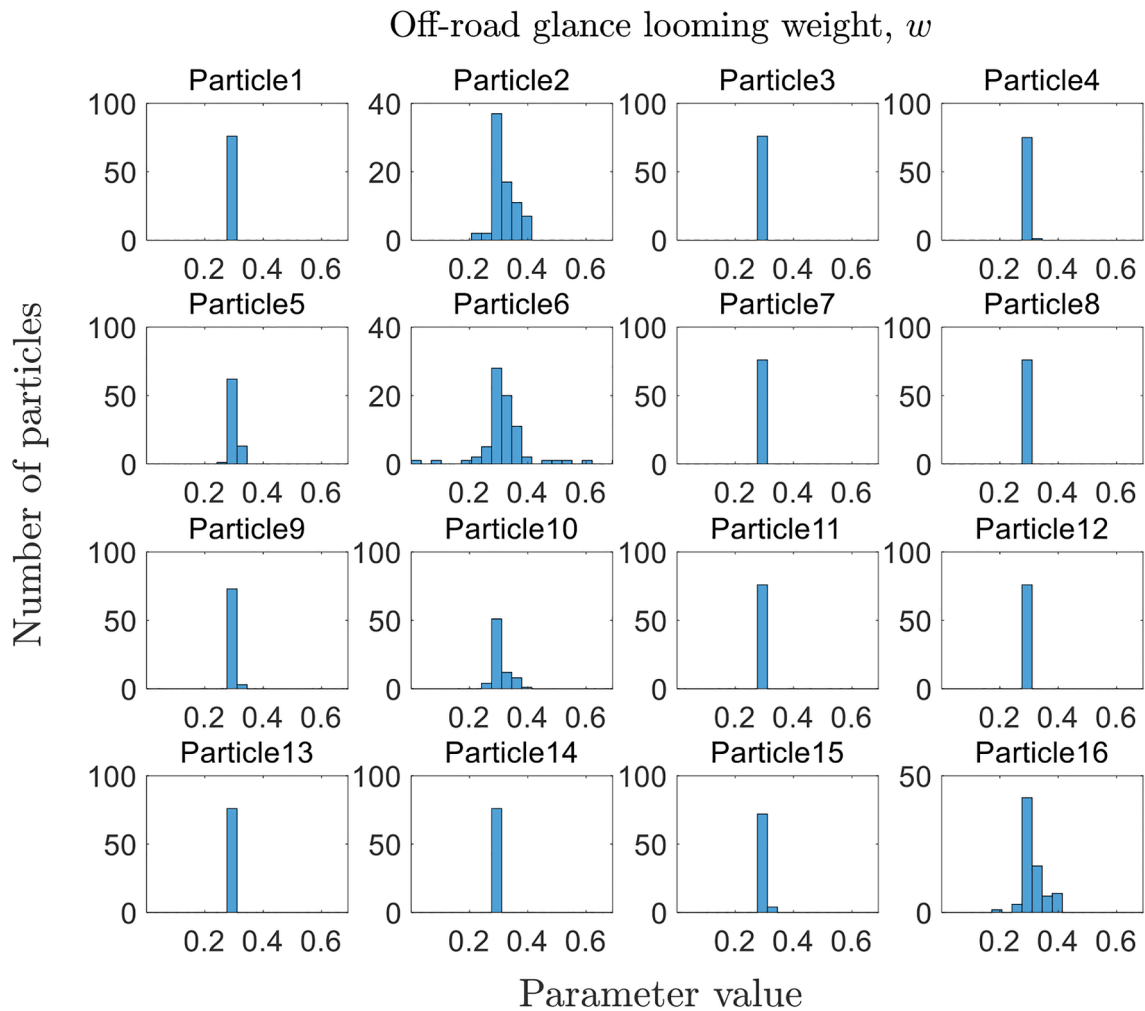 Off-road glance looming weight, w
Particle1 Particle2 Particle3 Particle4
100 40 100 100
50 20 50 50
0 0 0 0
0.2 0.4 0.6 0.2 0.4 0.6 0.2 0.4 0.6 0.2 0.4 0.6
Particle5 Particle6 Particle7 Particle8
100 40 100 100
50 20 50 50
0 0 0 0
0.2 0.4 0.6 0.2 0.4 0.6 0.2 0.4 0.6 0.2 0.4 0.6
Particle9 Particle10 Particle11 Particle12
100 100 100 100
50 50 50 50
0 0 0 0
0.2 0.4 0.6 0.2 0.4 0.6 0.2 0.4 0.6 0.2 0.4 0.6
Particle13 Particle14 Particle15 Particle16
100 100 100 50
50 50 50
0 0 0 0
0.2 0.4 0.6 0.2 0.4 0.6 0.2 0.4 0.6 0.2 0.4 0.6
Number of particles
Parameter value